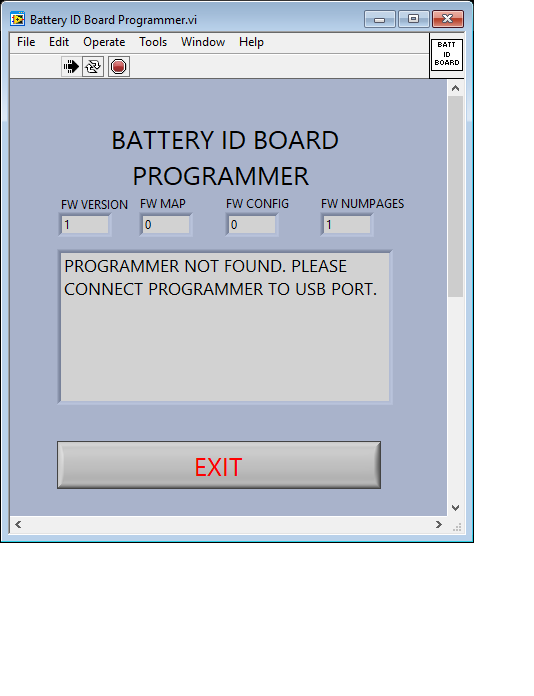 Battery ID Board Programmer.vi
File Edit Operate Tools Window Help
BATT
ID
BOARD
BATTERY ID BOARD
PROGRAMMER
FW VERSION FW MAP FW CONFIG FW NUMPAGES
1 0 0 1
PROGRAMMER NOT FOUND. PLEASE
CONNECT PROGRAMMER TO USB PORT.
EXIT